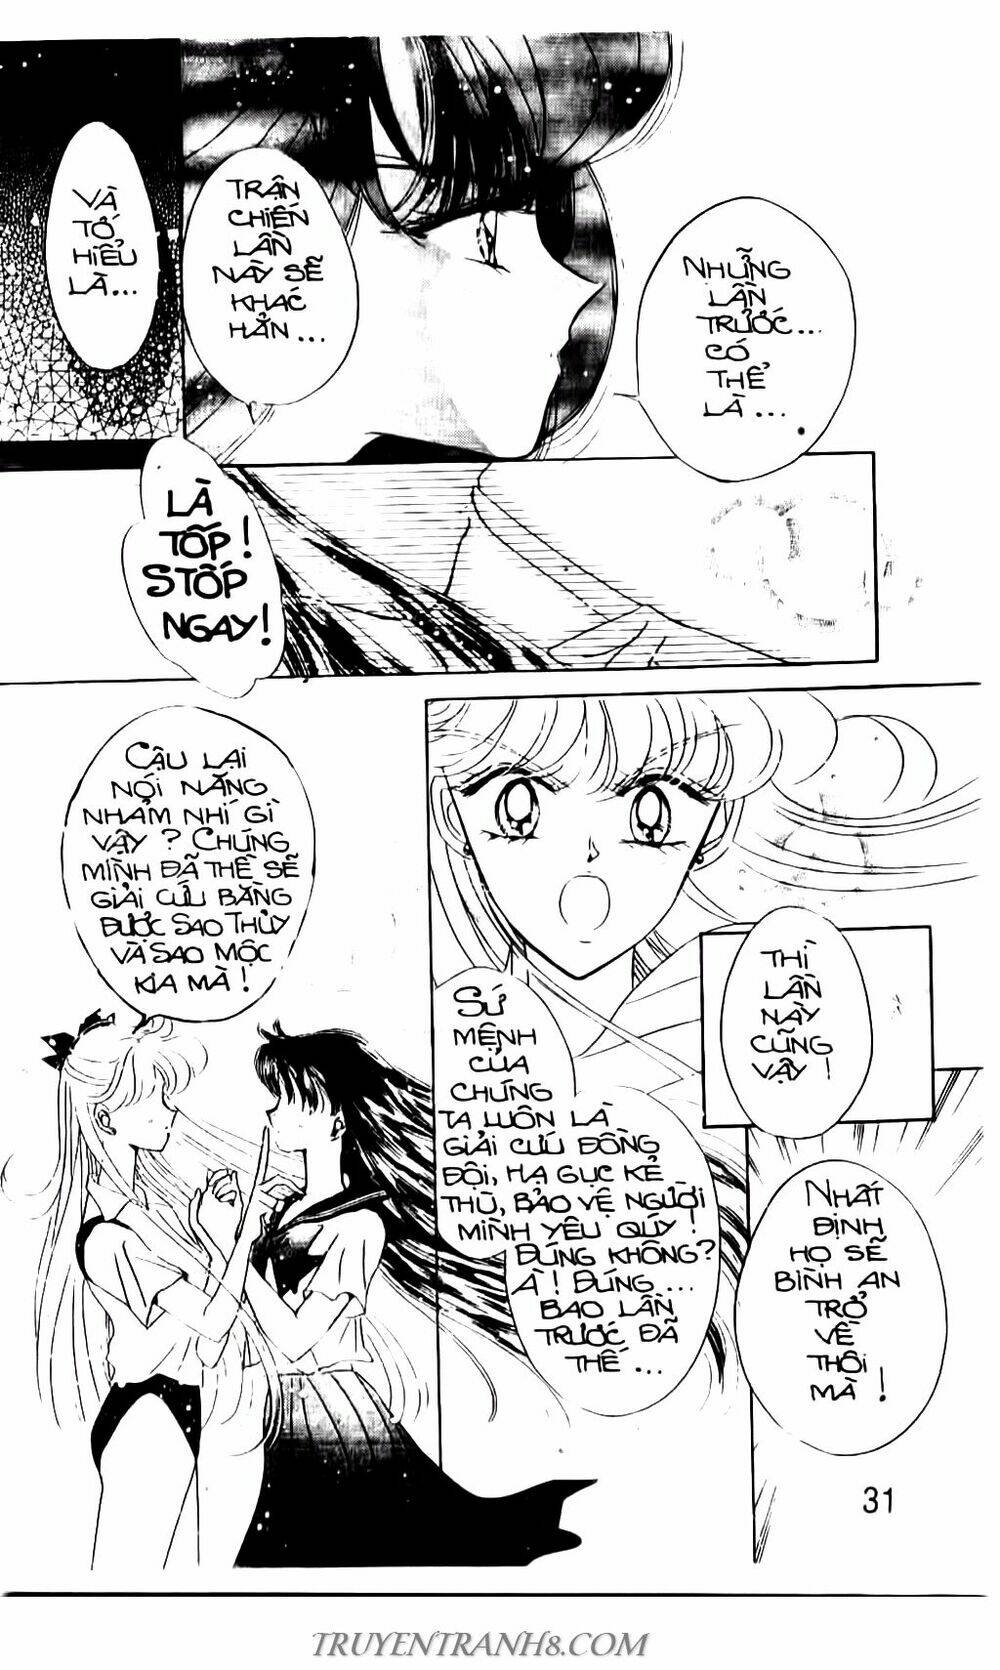 NHỮNG
LẦN
TRƯỚC...
CÓ
THỂ
LÀ...
TRẬN
CHIẾN
LẦN
NÀY SẼ
KHÁC
HẲN...
VÀ
TỚ
HIỂU
LÀ...
LÀ
TỐP!
STỐP
NGAY!
CẬU LẠI
NÓI NĂNG
NHẢM NHÍ GÌ
VẬY? CHÚNG
MÌNH ĐÃ THỀ SẼ
GIẢI CỨU BẰNG
ĐƯỢC SAO THỦY
VÀ SAO MỘC
KIA MÀ!
SỨ
MỆNH
CỦA
CHÚNG
TA LUÔN LÀ
GIẢI CỨU ĐỒNG
ĐỘI, HẠ GỤC KẺ
THÙ, BẢO VỆ NGƯỜI
MÌNH YÊU QÚY!
ĐÚNG KHÔNG?
À! ĐÚNG...
BAO LẦN
TRƯỚC ĐÃ
THẾ...
THÌ
LẦN
NÀY
CŨNG
VẬY!
NHẤT
ĐỊNH
HỌ SẼ
BÌNH AN
TRỞ
VỀ
THÔI
MÀ!
31
TRUYENTRANH8.COM